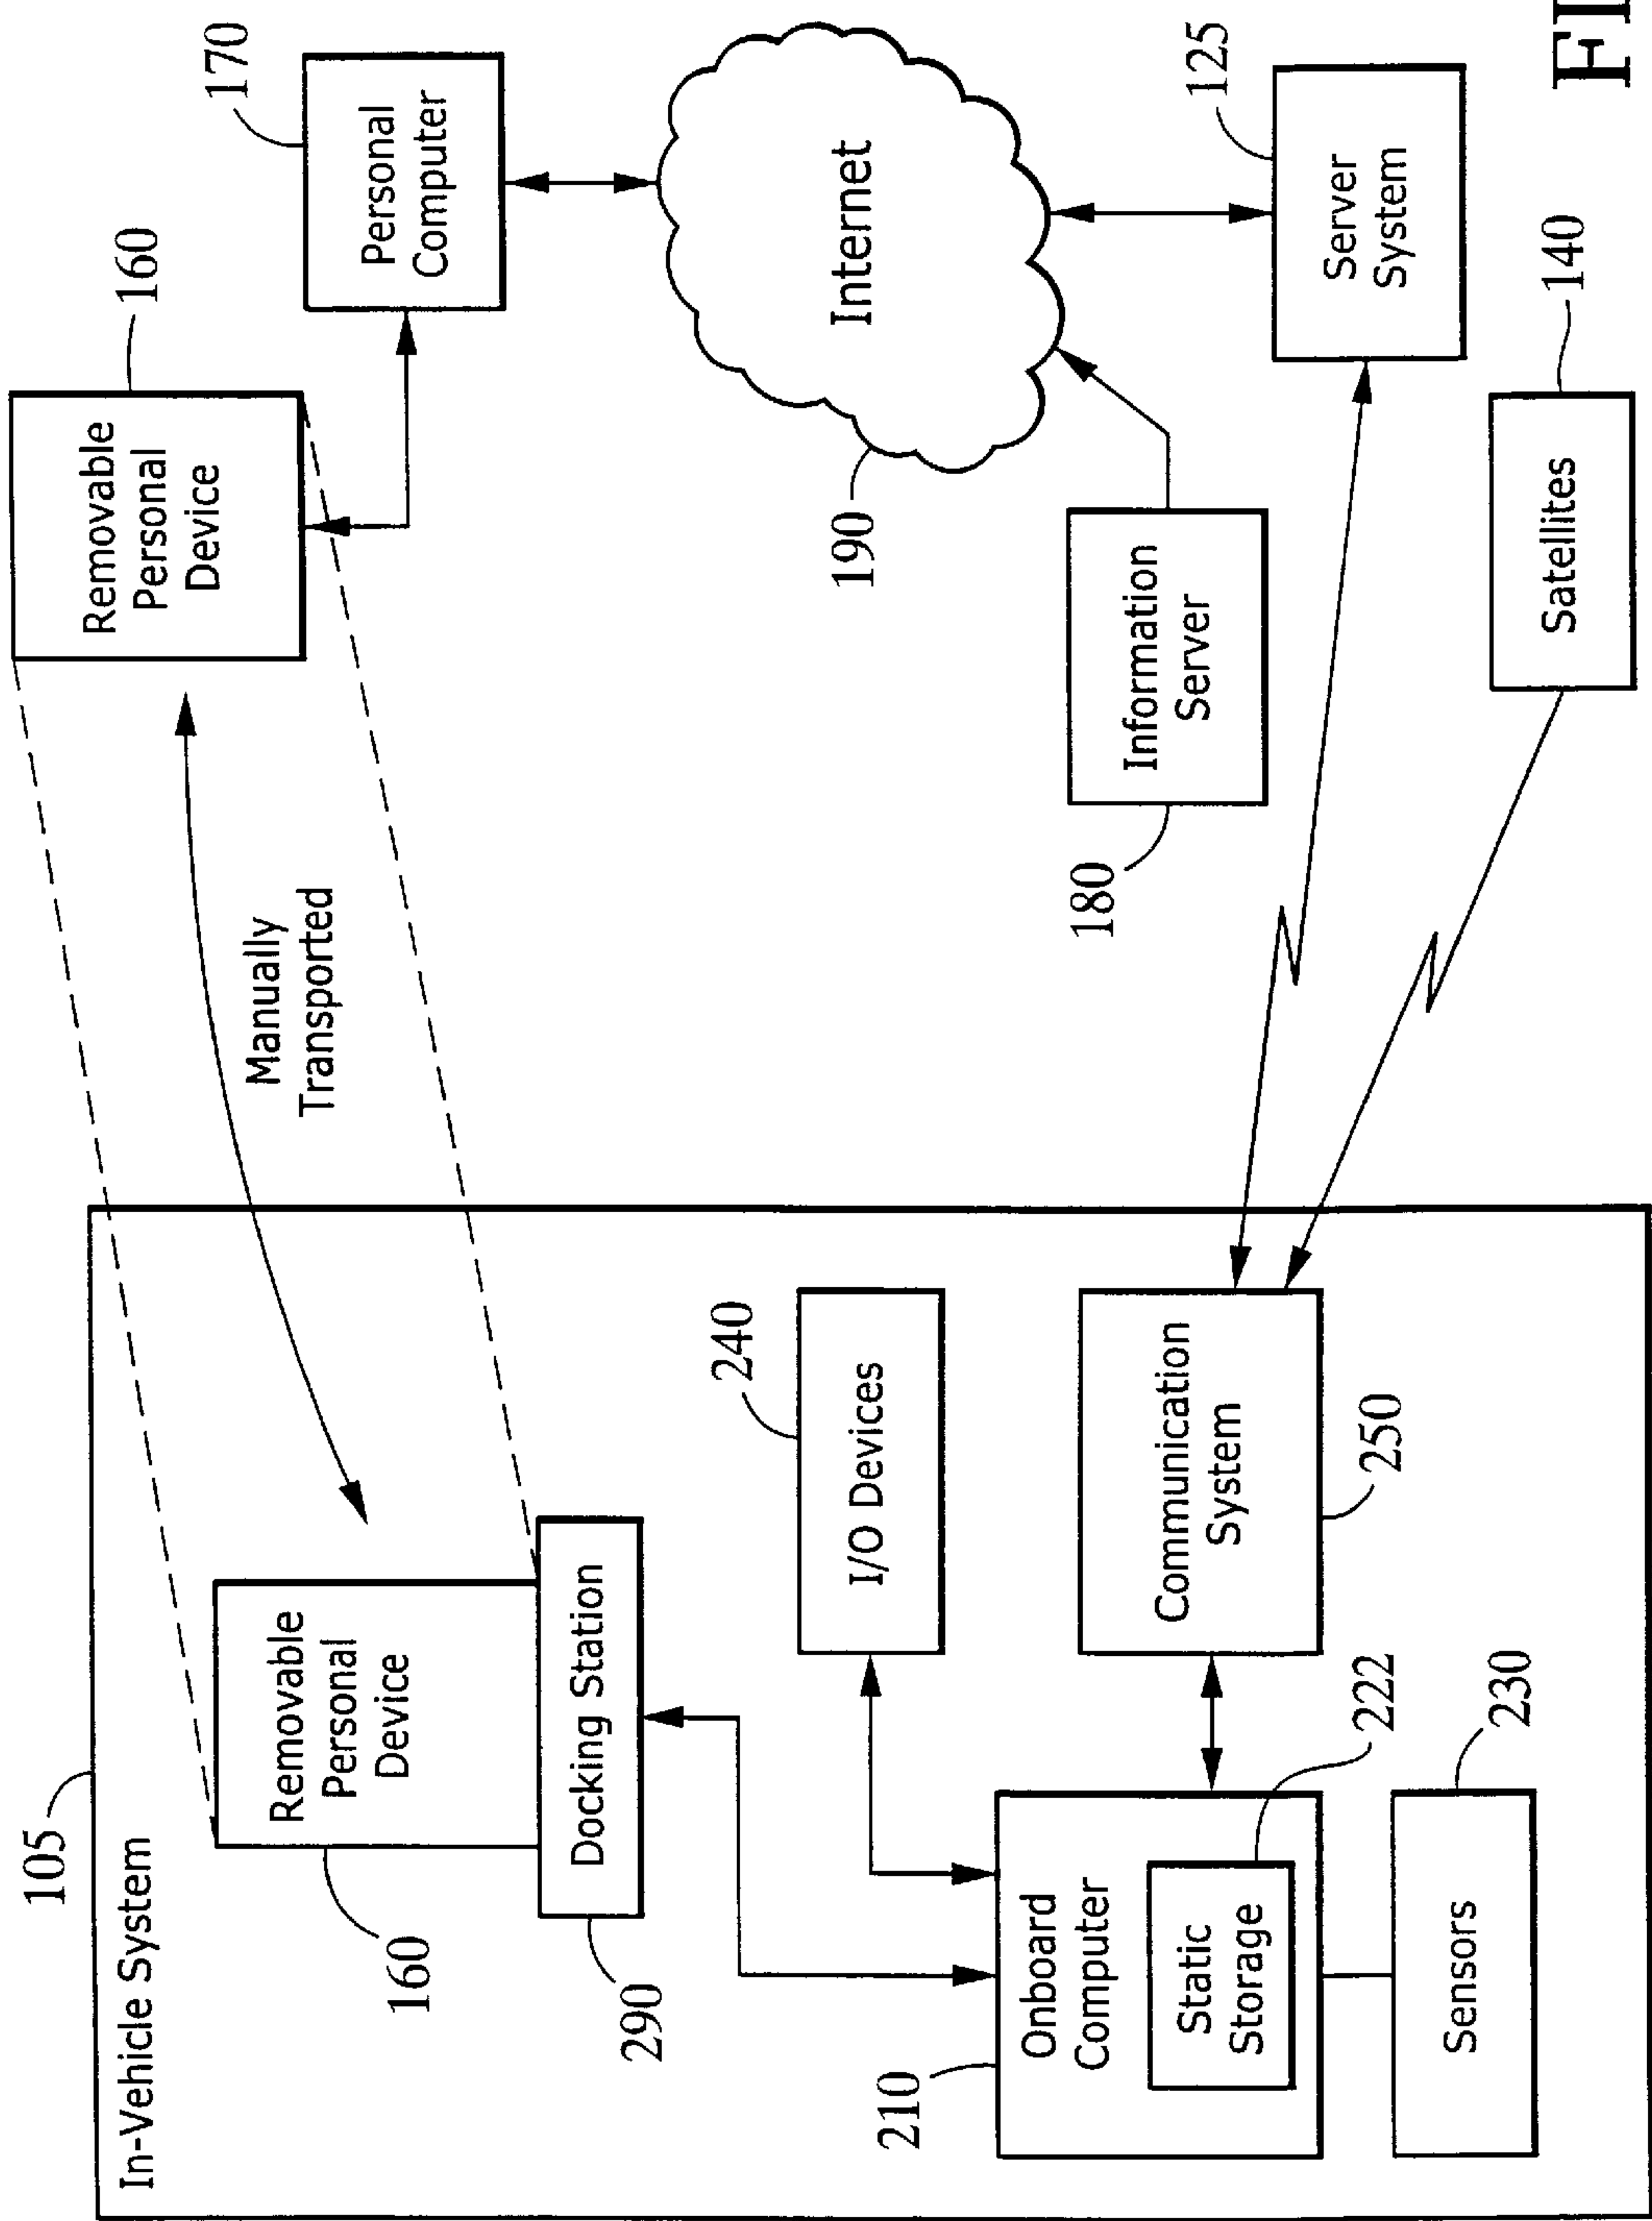 105
In-Vehicle System
Removable
Personal
Device
160
Docking Station
290
Manually
Transported
Removable
Personal
Device
160
Personal
Computer
170
I/O Devices
240
Internet
190
Onboard
Computer
210
Static
Storage
222
Communication
System
250
Sensors
230
Information
Server
180
Server
System
125
Satellites
140